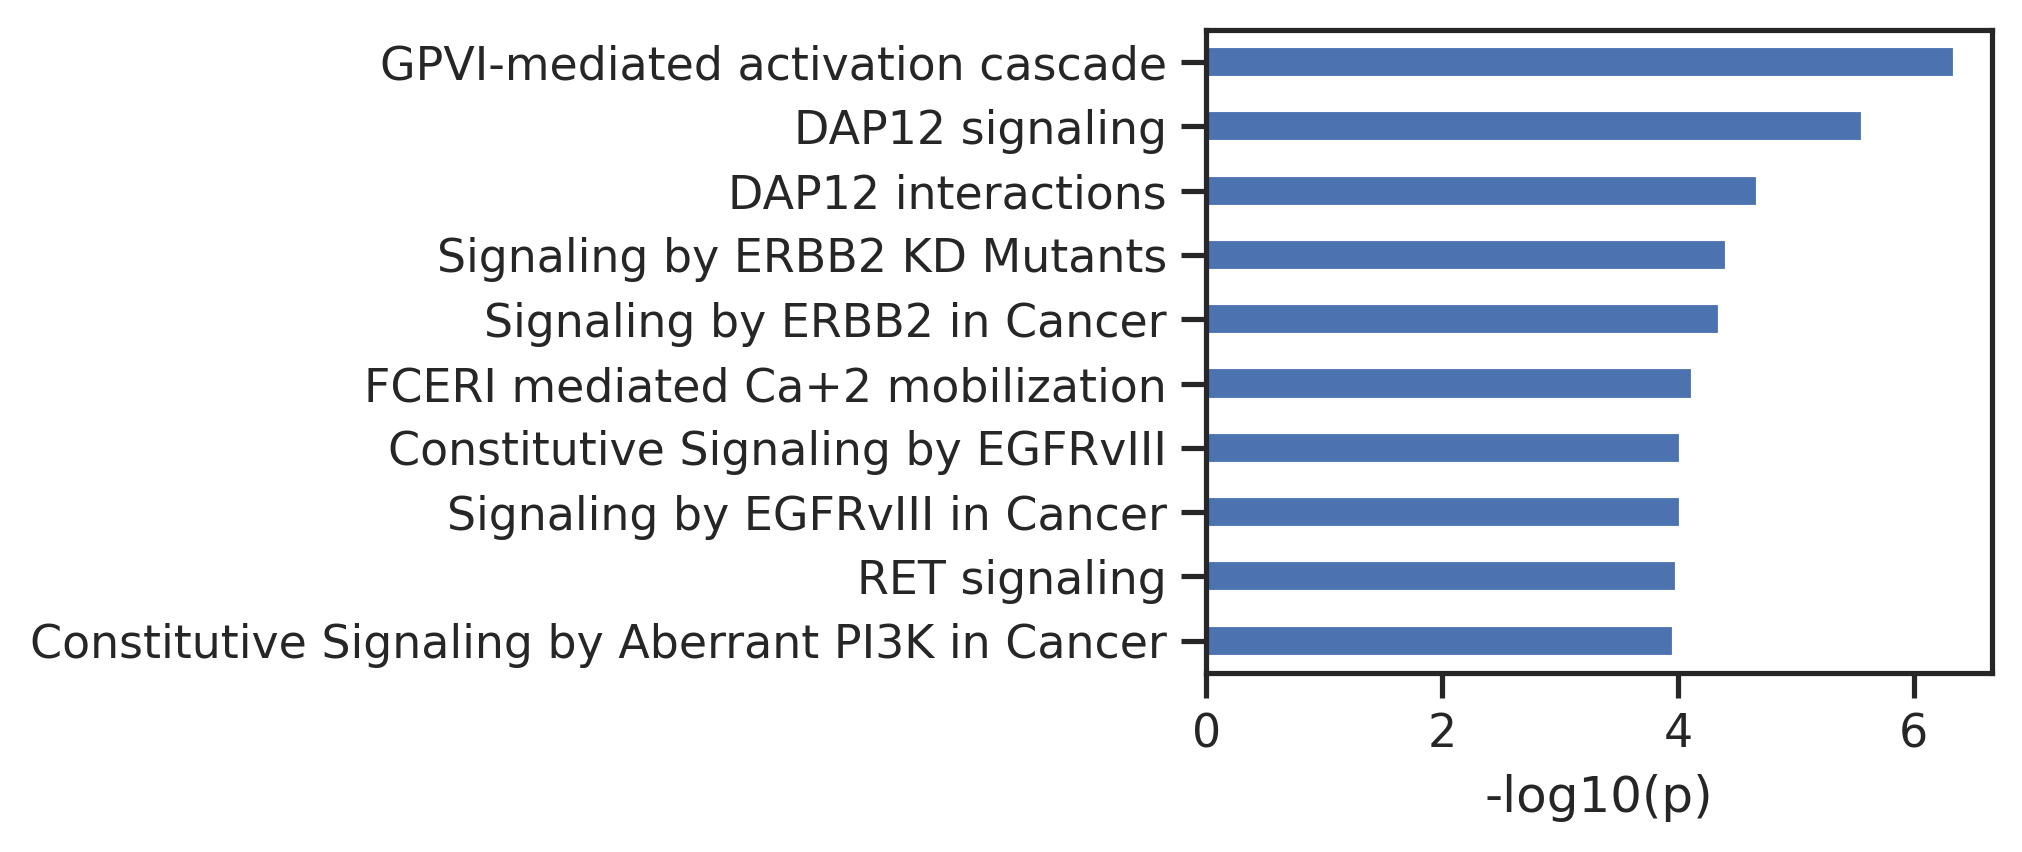 GPVI-mediated activation cascade
DAP12 signaling
DAP12 interactions
Signaling by ERBB2 KD Mutants
Signaling by ERBB2 in Cancer
FCERI mediated Ca+2 mobilization
Constitutive Signaling by EGFRvIII
Signaling by EGFRvIII in Cancer
RET signaling
Constitutive Signaling by Aberrant PI3K in Cancer
0 2 4 6
-log10(p)